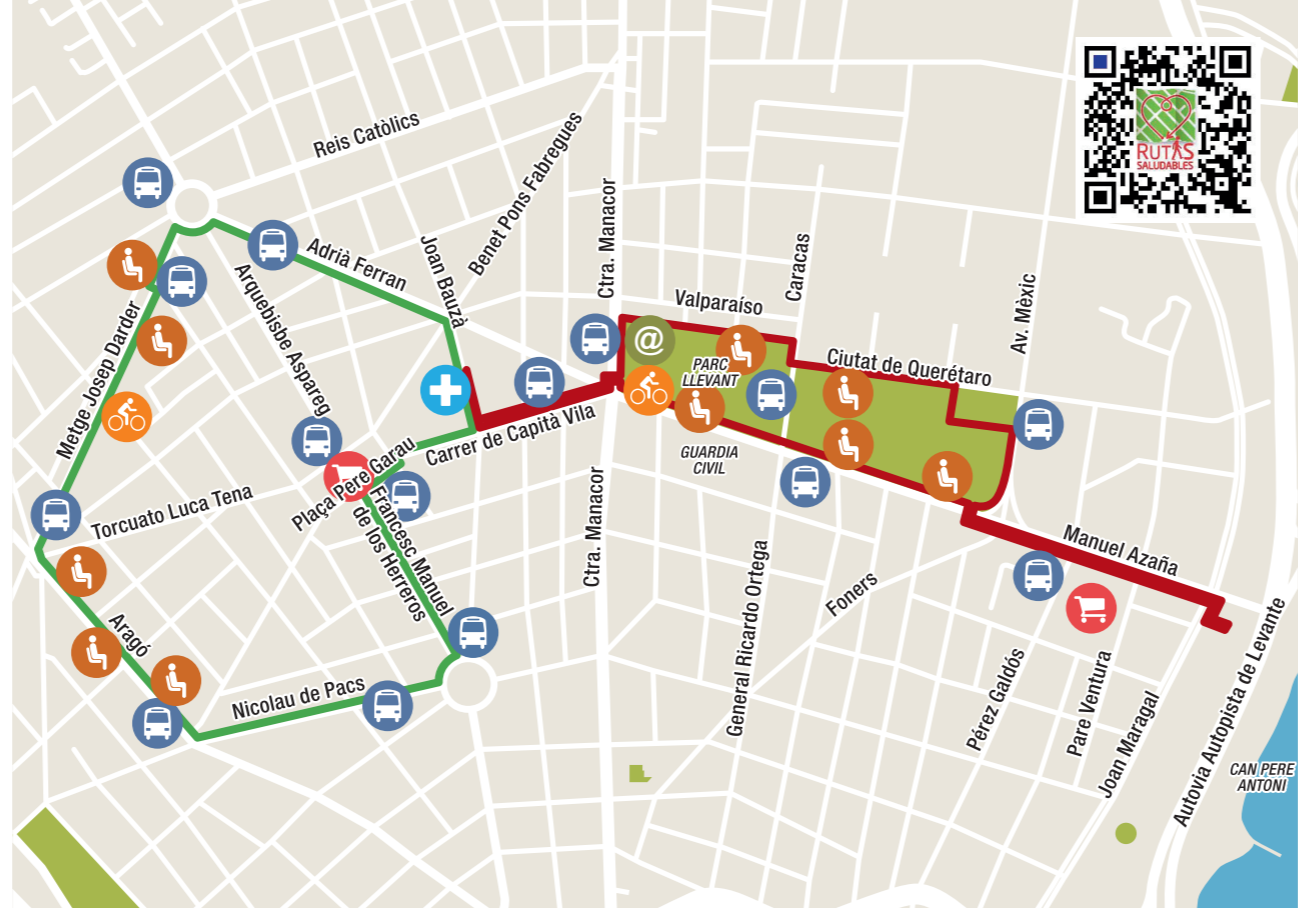 RUTAS
SALUDABLES
Reis Catòlics
Benet Pons Fabregues
Joan Bauzà
Adrià Ferran
Ctra. Manacor
Caracas
Valparaíso
Av. Mèxic
Arquebisbe Aspareg
@
PARC
LLEVANT
Ciutat de Querétaro
Metge Josep Darder
Carrer de Capità Vila
GUARDIA
CIVIL
Plaça Pere Garau
Torcuato Luca Tena
Francesc Manuel
de los Herreros
Ctra. Manacor
Manuel Azaña
General Ricardo Ortega
Foners
Aragó
Nicolau de Pacs
Pérez Galdós
Pare Ventura
Joan Maragal
Autovia Autopista de Levante
CAN PERE
ANTONI